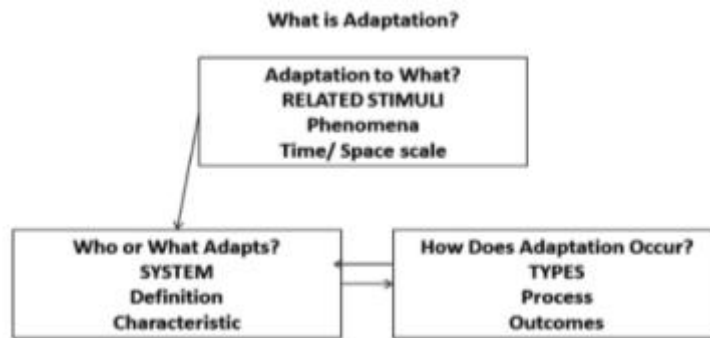 What is Adaptation?
Adaptation to What?
RELATED STIMULI
Phenomena
Time/ Space scale
Who or What Adapts?
SYSTEM
Definition
Characteristic
How Does Adaptation Occur?
TYPES
Process
Outcomes